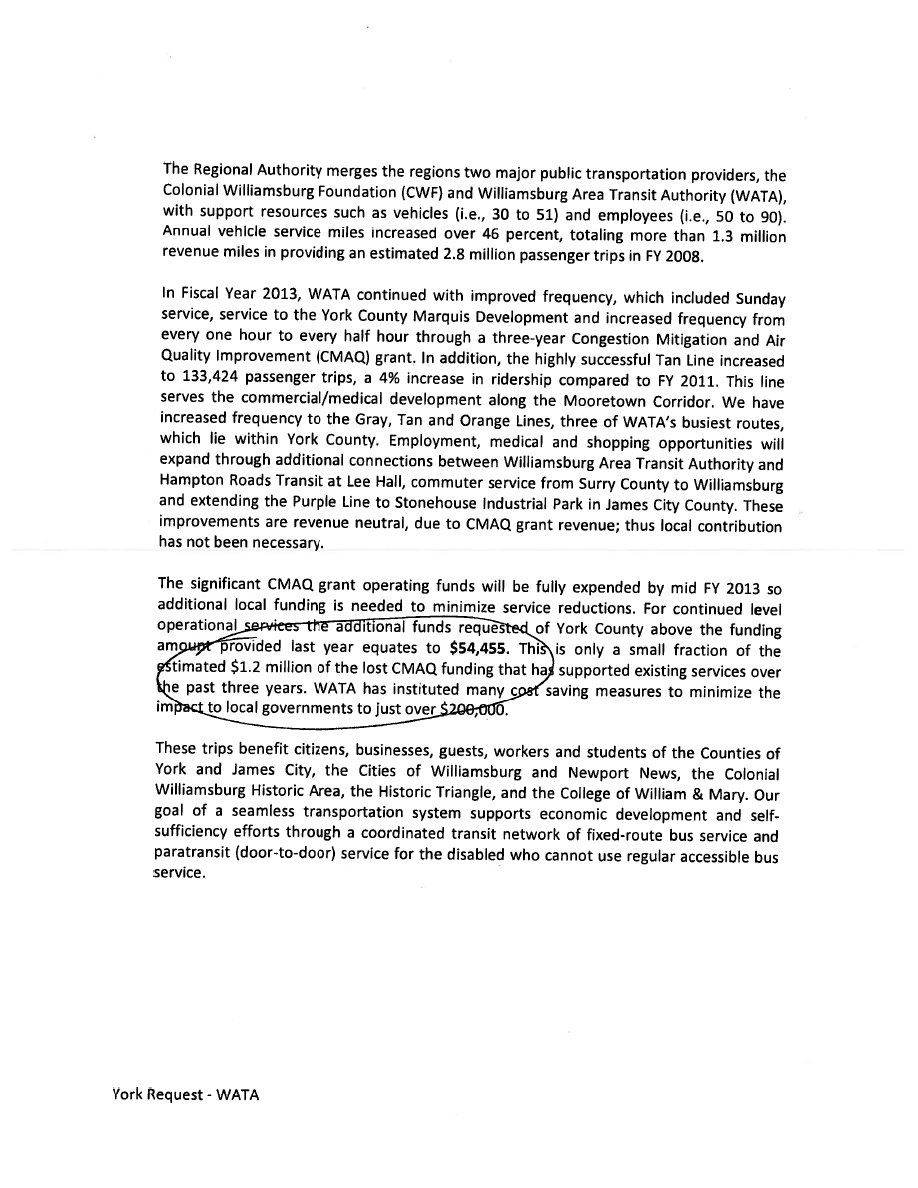 The Regional Authority merges the regions two major public transportation providers, the
Colonial Williamsburg Foundation (CWF) and Williamsburg Area Transit Authority (WATA),
with support resources such as vehicles (i.e., 30 to 51) and employees (i.e., 50 to 90).
Annual vehicle service miles increased over 46 percent, totaling more than 1.3 million
revenue miles in providing an estimated 2.8 million passenger trips in FY 2008.
In Fiscal Year 2013, WATA continued with improved frequency, which included Sunday
service, service to the York County Marquis Development and increased frequency from
every one hour to every half hour through a three-year Congestion Mitigation and Air
Quality Improvement (CMAQ) grant. In addition, the highly successful Tan Line increased
to 133,424 passenger trips, a 4% increase in ridership compared to FY 2011. This line
serves the commercial/medical development along the Mooretown Corridor. We have
increased frequency to the Gray, Tan and Orange Lines, three of WATA's busiest routes,
which lie within York County. Employment, medical and shopping opportunities will
expand through additional connections between Williamsburg Area Transit Authority and
Hampton Roads Transit at Lee Hall, commuter service from Surry County to Williamsburg
and extending the Purple Line to Stonehouse Industrial Park in James City County. These
improvements are revenue neutral, due to CMAQ grant revenue; thus local contribution
has not been necessary.
The significant CMAQ grant operating funds will be fully expended by mid FY 2013 so
additional local funding is needed to minimize service reductions. For continued level
operational services the additional funds requested of York County above the funding
amount provided last year equates to $54,455. This is only a small fraction of the
estimated $1.2 million of the lost CMAQ funding that has supported existing services over
the past three years. WATA has instituted many cost saving measures to minimize the
impact to local governments to just over $200,000.
These trips benefit citizens, businesses, guests, workers and students of the Counties of
York and James City, the Cities of Williamsburg and Newport News, the Colonial
Williamsburg Historic Area, the Historic Triangle, and the College of William & Mary. Our
goal of a seamless transportation system supports economic development and self-
sufficiency efforts through a coordinated transit network of fixed-route bus service and
paratransit (door-to-door) service for the disabled who cannot use regular accessible bus
service.
York Request - WATA